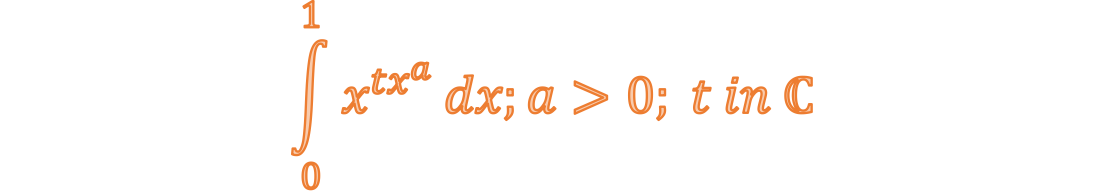 ∫₀¹ x^{tx^a} dx; a > 0; t in ℂ